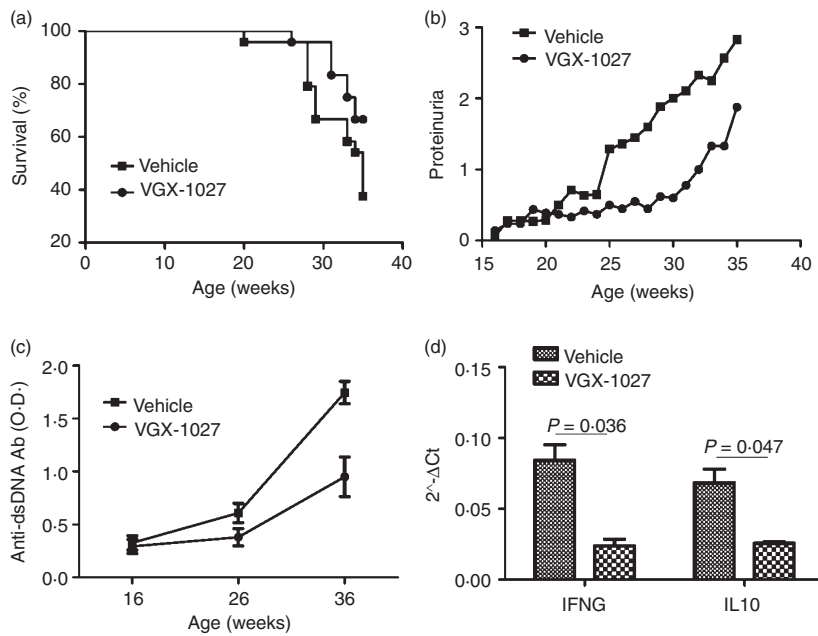 (a)
100
80
60
40
20
Survival (%)
Vehicle
VGX-1027
0
20
30
40
Age (weeks)
(b)
3
2
1
0
Proteinuria
Vehicle
VGX-1027
15
20
25
30
35
40
Age (weeks)
(c)
2·0
1·5
1·0
0·5
0·0
Anti-dsDNA Ab (O·D·)
Vehicle
VGX-1027
16
26
36
Age (weeks)
(d)
Vehicle
VGX-1027
0·15
0·10
0·05
0·00
2^-ΔCt
P = 0·036
P = 0·047
IFNG
IL10